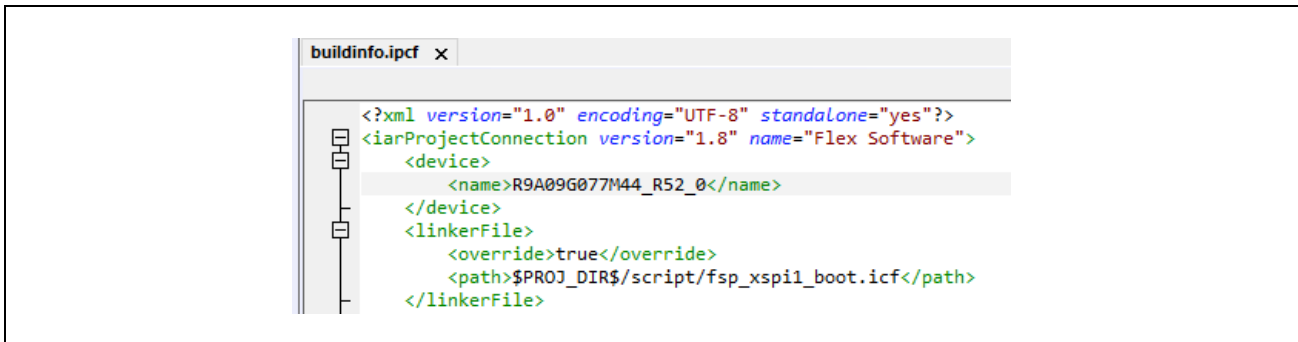 buildinfo.ipcf x
<?xml version="1.0" encoding="UTF-8" standalone="yes"?>
<iarProjectConnection version="1.8" name="Flex Software">
<device>
<name>R9A09G077M44_R52_0</name>
</device>
<linkerFile>
<override>true</override>
<path>$PROJ_DIR$/script/fsp_xspi1_boot.icf</path>
</linkerFile>